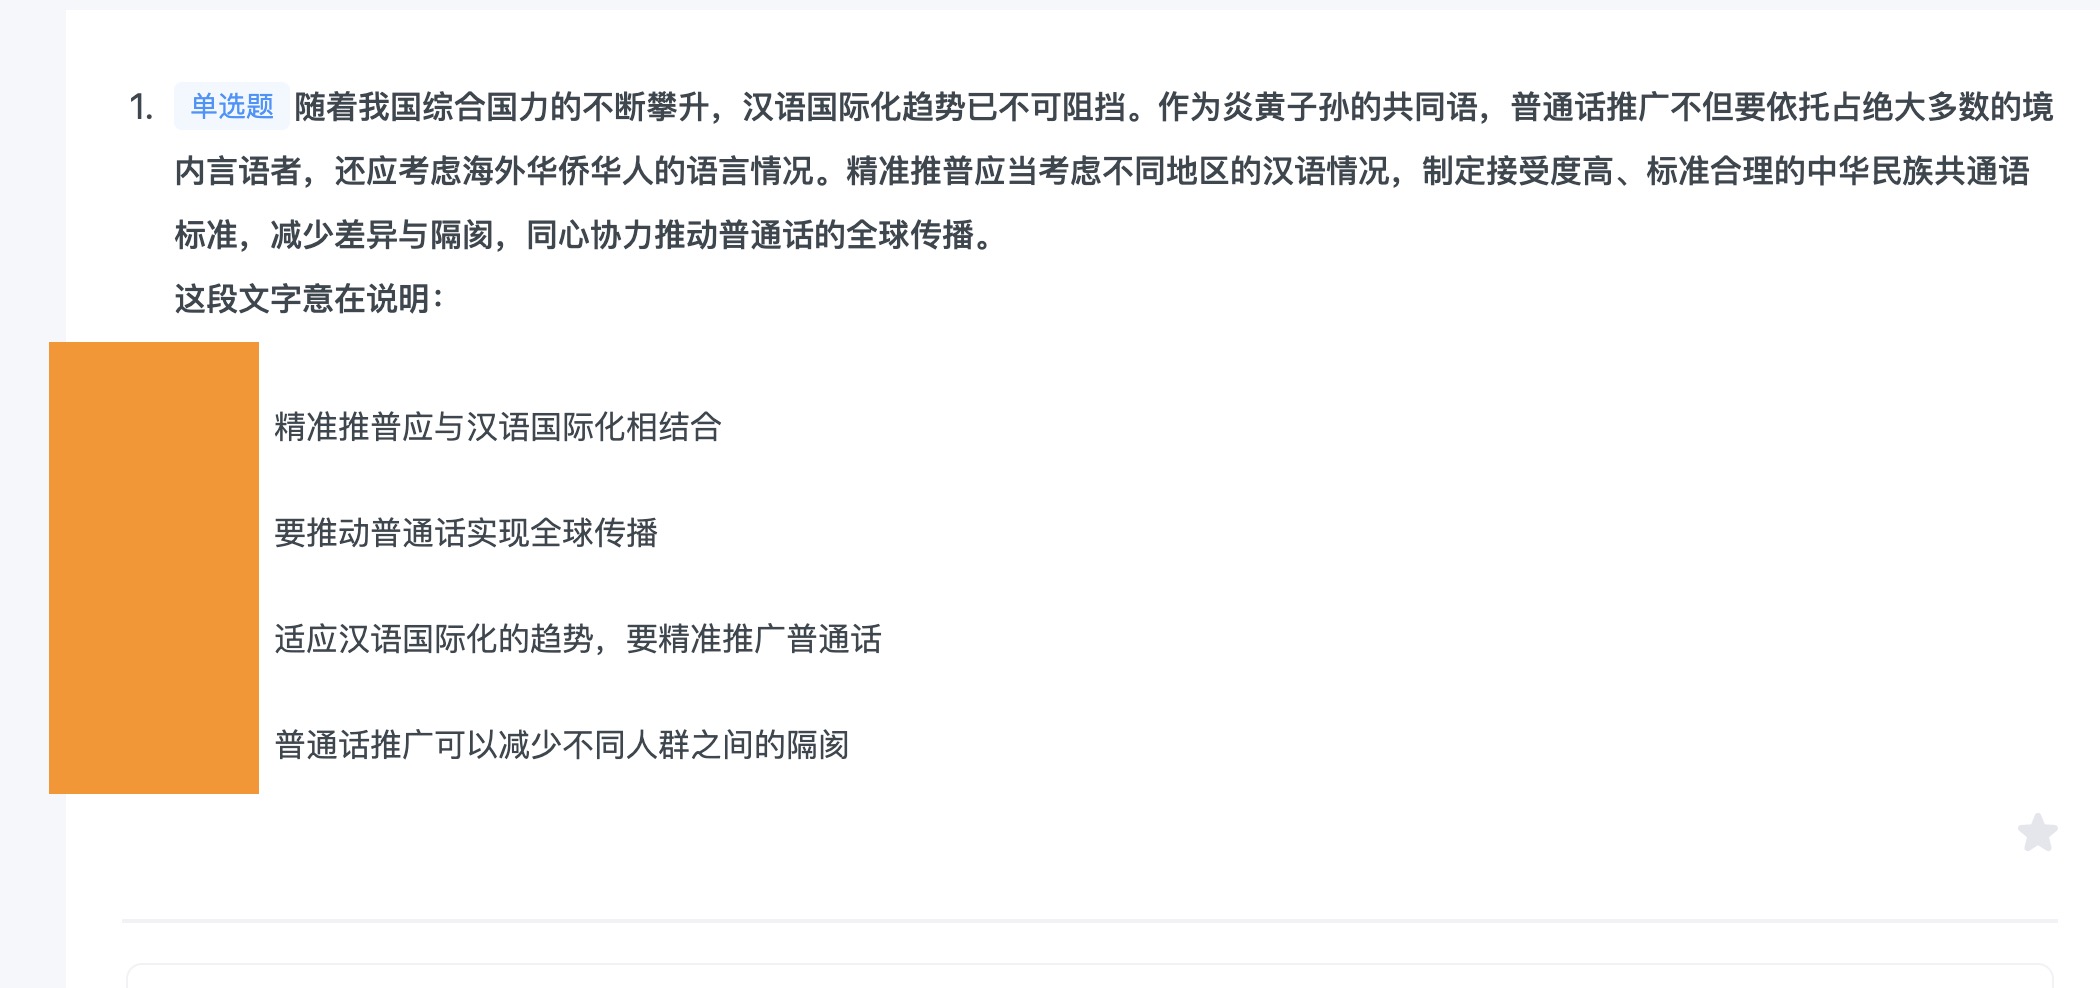 1. 单选题 随着我国综合国力的不断攀升，汉语国际化趋势已不可阻挡。作为炎黄子孙的共同语，普通话推广不但要依托占绝大多数的境
内言语者，还应考虑海外华侨华人的语言情况。精准推普应当考虑不同地区的汉语情况，制定接受度高、标准合理的中华民族共通语
标准，减少差异与隔阂，同心协力推动普通话的全球传播。
这段文字意在说明：
精准推普应与汉语国际化相结合
要推动普通话实现全球传播
适应汉语国际化的趋势，要精准推广普通话
普通话推广可以减少不同人群之间的隔阂